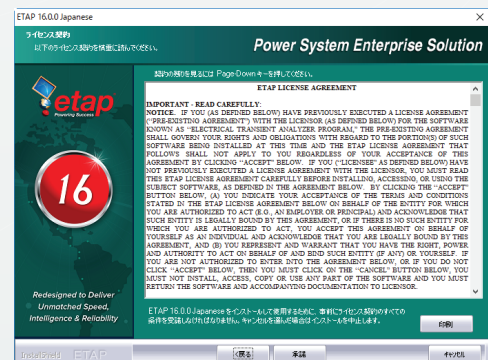 ETAP 16.0.0 Japanese
ライセンス契約
以下のライセンス契約を慎重に読んでください。
Power System Enterprise Solution
契約の残りを見るには Page-Down キーを押してください。
etap
Powering Success
16
Redesigned to Deliver
Unmatched Speed,
Intelligence & Reliability
ETAP LICENSE AGREEMENT
IMPORTANT - READ CAREFULLY:
NOTICE. IF YOU (AS DEFINED BELOW) HAVE PREVIOUSLY EXECUTED A LICENSE AGREEMENT
("PRE-EXISTING AGREEMENT") WITH THE LICENSOR (AS DEFINED BELOW) FOR THE SOFTWARE
KNOWN AS "ELECTRICAL TRANSIENT ANALYZER PROGRAM," THE PRE-EXISTING AGREEMENT
SHALL GOVERN YOUR RIGHTS AND OBLIGATIONS WITH REGARD TO THE PORTION(S) OF SUCH
SOFTWARE BEING INSTALLED AT THIS TIME AND THE ETAP LICENSE AGREEMENT THAT
FOLLOWS SHALL NOT APPLY TO YOU REGARDLESS OF YOUR ACCEPTANCE OF THIS
AGREEMENT BY CLICKING "ACCEPT" BELOW. IF YOU ("LICENSEE" AS DEFINED BELOW) HAVE
NOT PREVIOUSLY EXECUTED A LICENSE AGREEMENT WITH THE LICENSOR, YOU MUST READ
THIS ETAP LICENSE AGREEMENT CAREFULLY BEFORE INSTALLING, ACCESSING, OR USING THE
SUBJECT SOFTWARE, AS DEFINED IN THE AGREEMENT BELOW. BY CLICKING THE "ACCEPT"
BUTTON BELOW, (A) YOU INDICATE YOUR ACCEPTANCE OF THE TERMS AND CONDITIONS
STATED IN THE ETAP LICENSE AGREEMENT BELOW ON BEHALF OF THE ENTITY FOR WHICH
YOU ARE AUTHORIZED TO ACT (E.G., AN EMPLOYER OR PRINCIPAL) AND ACKNOWLEDGE THAT
SUCH ENTITY IS LEGALLY BOUND BY THIS AGREEMENT, OR IF THERE IS NO SUCH ENTITY FOR
WHICH YOU ARE AUTHORIZED TO ACT, YOU ACCEPT THIS AGREEMENT ON BEHALF OF
YOURSELF AS AN INDIVIDUAL AND ACKNOWLEDGE THAT YOU ARE LEGALLY BOUND BY THIS
AGREEMENT, AND (B) YOU REPRESENT AND WARRANT THAT YOU HAVE THE RIGHT, POWER
AND AUTHORITY TO ACT ON BEHALF OF AND BIND SUCH ENTITY (IF ANY) OR YOURSELF. IF
YOU ARE NOT AUTHORIZED TO ENTER INTO THE AGREEMENT BELOW, OR IF YOU DO NOT
CLICK "ACCEPT" BELOW, THEN YOU MUST CLICK ON THE "CANCEL" BUTTON BELOW, YOU
MUST NOT INSTALL, ACCESS, COPY OR USE ANY PART OF THE SOFTWARE AND YOU MUST
RETURN THE SOFTWARE AND ACCOMPANYING DOCUMENTATION TO LICENSOR.
ETAP 16.0.0 Japaneseをインストールして使用するために、事前にライセンス契約のすべての
条件を受諾しなければなりません。キャンセルを選んだ場合はインストールを中止します。
印刷
InstallShield ETAP
<戻る
承諾
キャンセル